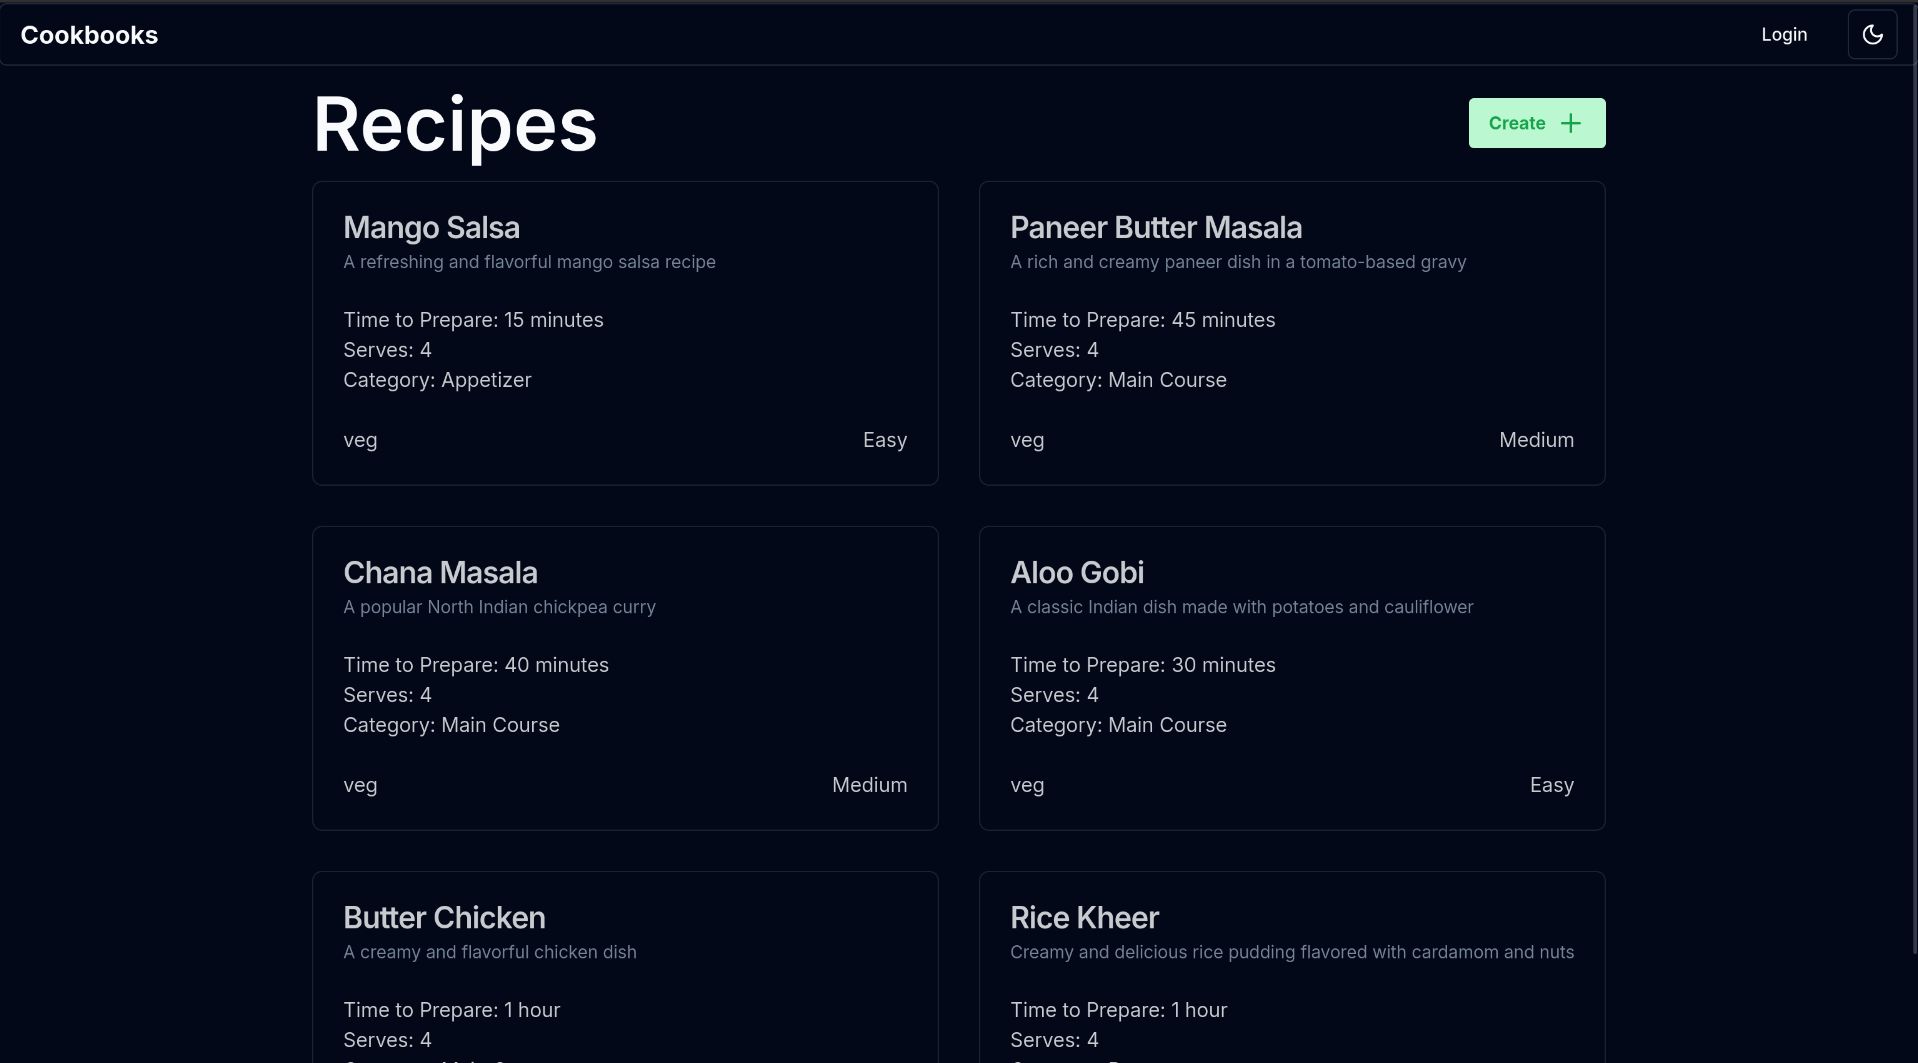 Cookbooks
Login
Recipes
Create
Mango Salsa
A refreshing and flavorful mango salsa recipe
Time to Prepare: 15 minutes
Serves: 4
Category: Appetizer
veg
Easy
Paneer Butter Masala
A rich and creamy paneer dish in a tomato-based gravy
Time to Prepare: 45 minutes
Serves: 4
Category: Main Course
veg
Medium
Chana Masala
A popular North Indian chickpea curry
Time to Prepare: 40 minutes
Serves: 4
Category: Main Course
veg
Medium
Aloo Gobi
A classic Indian dish made with potatoes and cauliflower
Time to Prepare: 30 minutes
Serves: 4
Category: Main Course
veg
Easy
Butter Chicken
A creamy and flavorful chicken dish
Time to Prepare: 1 hour
Serves: 4
Rice Kheer
Creamy and delicious rice pudding flavored with cardamom and nuts
Time to Prepare: 1 hour
Serves: 4